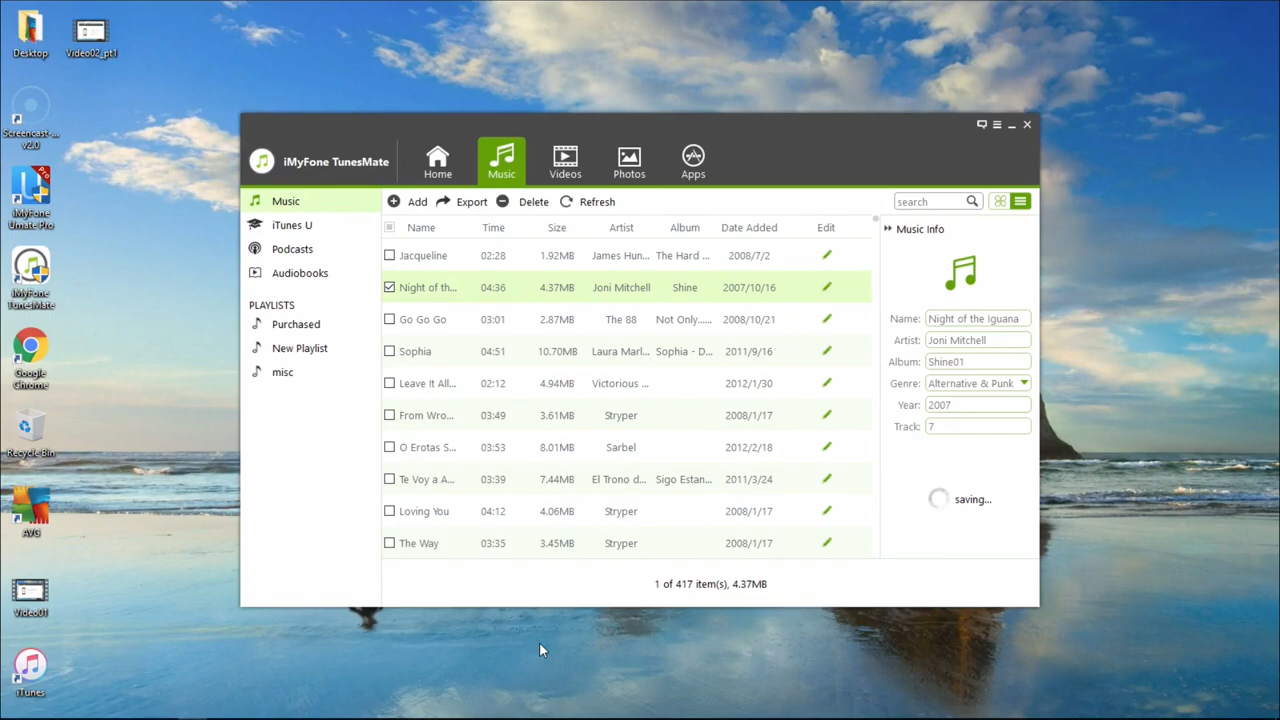 Desktop
Video02_pt1
Screencast-...
v2.0
iMyFone
Umate Pro
iMyFone
TunesMate
Google
Chrome
Recycle Bin
AVG
Video01
iTunes
iMyFone TunesMate
Home
Music
Videos
Photos
Apps
Music
iTunes U
Podcasts
Audiobooks
PLAYLISTS
Purchased
New Playlist
misc
Add Export Delete Refresh
search
Name Time Size Artist Album Date Added Edit
Jacqueline 02:28 1.92MB James Hun... The Hard ... 2008/7/2
Night of th... 04:36 4.37MB Joni Mitchell Shine 2007/10/16
Go Go Go 03:01 2.87MB The 88 Not Only...... 2008/10/21
Sophia 04:51 10.70MB Laura Marl... Sophia - D... 2011/9/16
Leave It All... 02:12 4.94MB Victorious ... 2012/1/30
From Wro... 03:49 3.61MB Stryper 2008/1/17
O Erotas S... 03:53 8.01MB Sarbel 2012/2/18
Te Voy a A... 03:39 7.44MB El Trono d... Sigo Estan... 2011/3/24
Loving You 04:12 4.06MB Stryper 2008/1/17
The Way 03:35 3.45MB Stryper 2008/1/17
1 of 417 item(s), 4.37MB
Music Info
Name: Night of the Iguana
Artist: Joni Mitchell
Album: Shine01
Genre: Alternative & Punk
Year: 2007
Track: 7
saving...